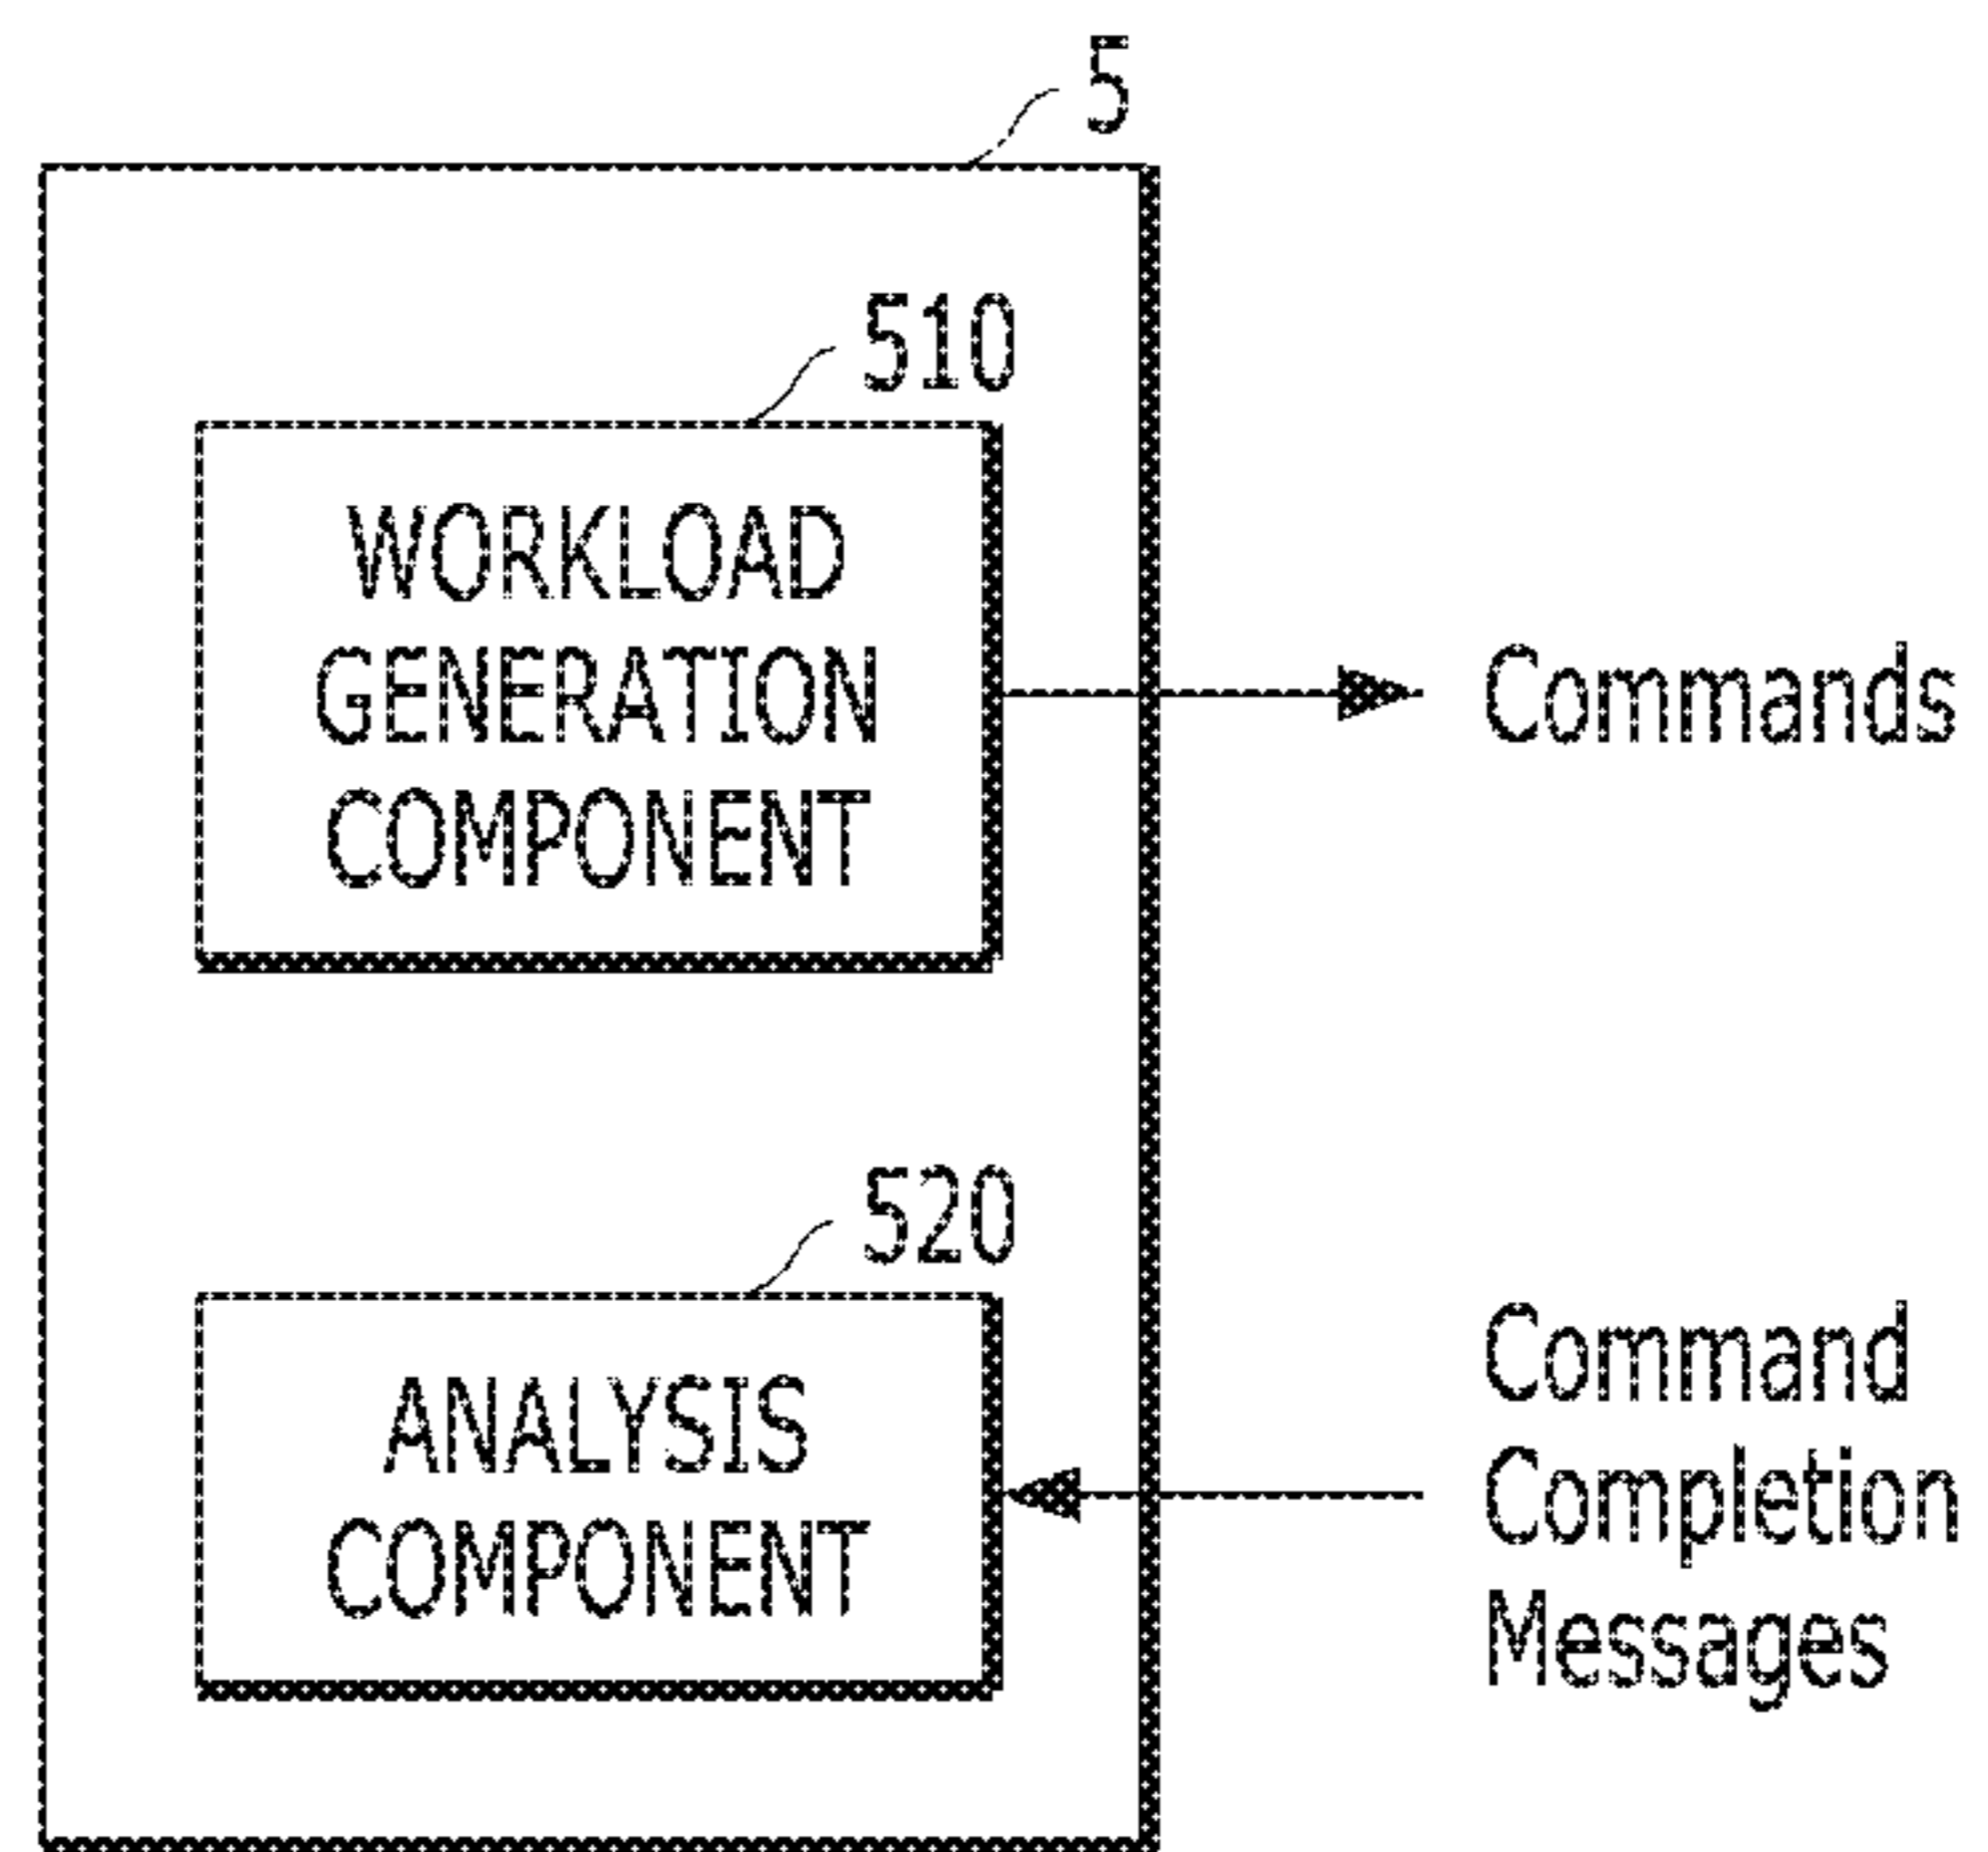 5
510
WORKLOAD
GENERATION
COMPONENT
Commands
520
ANALYSIS
COMPONENT
Command
Completion
Messages